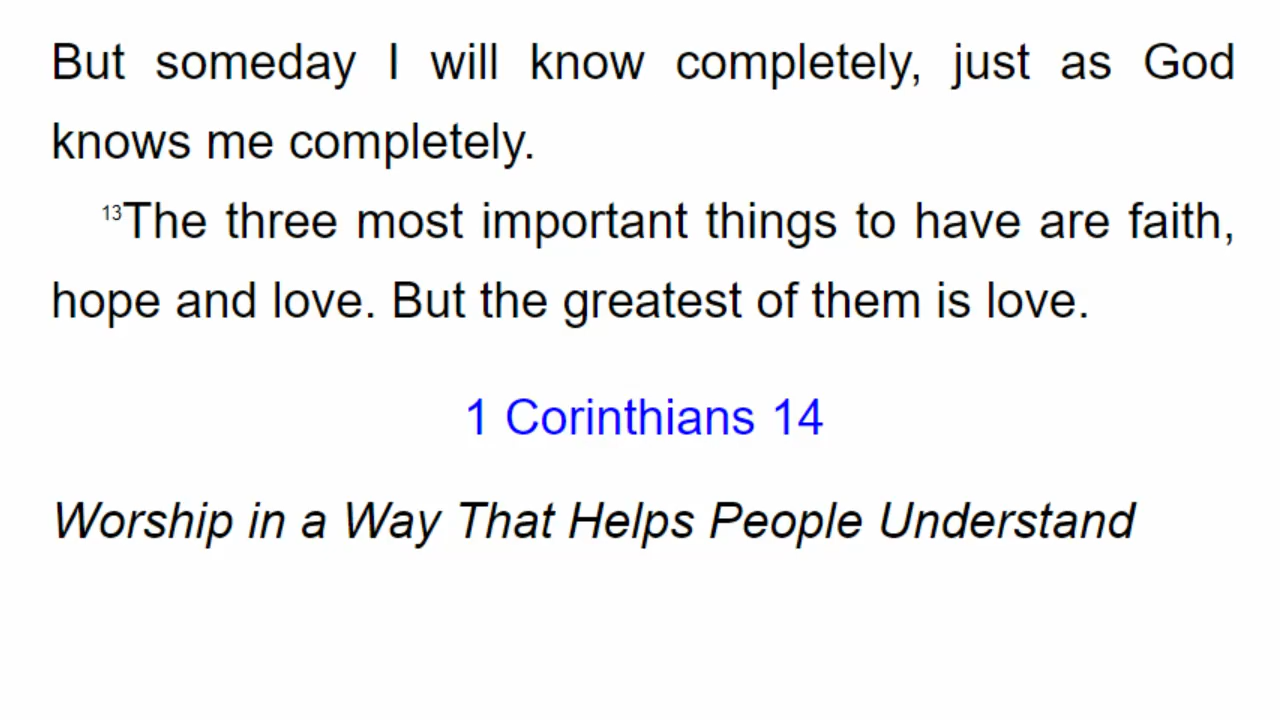 But someday I will know completely, just as God
knows me completely.
13The three most important things to have are faith,
hope and love. But the greatest of them is love.
1 Corinthians 14
Worship in a Way That Helps People Understand